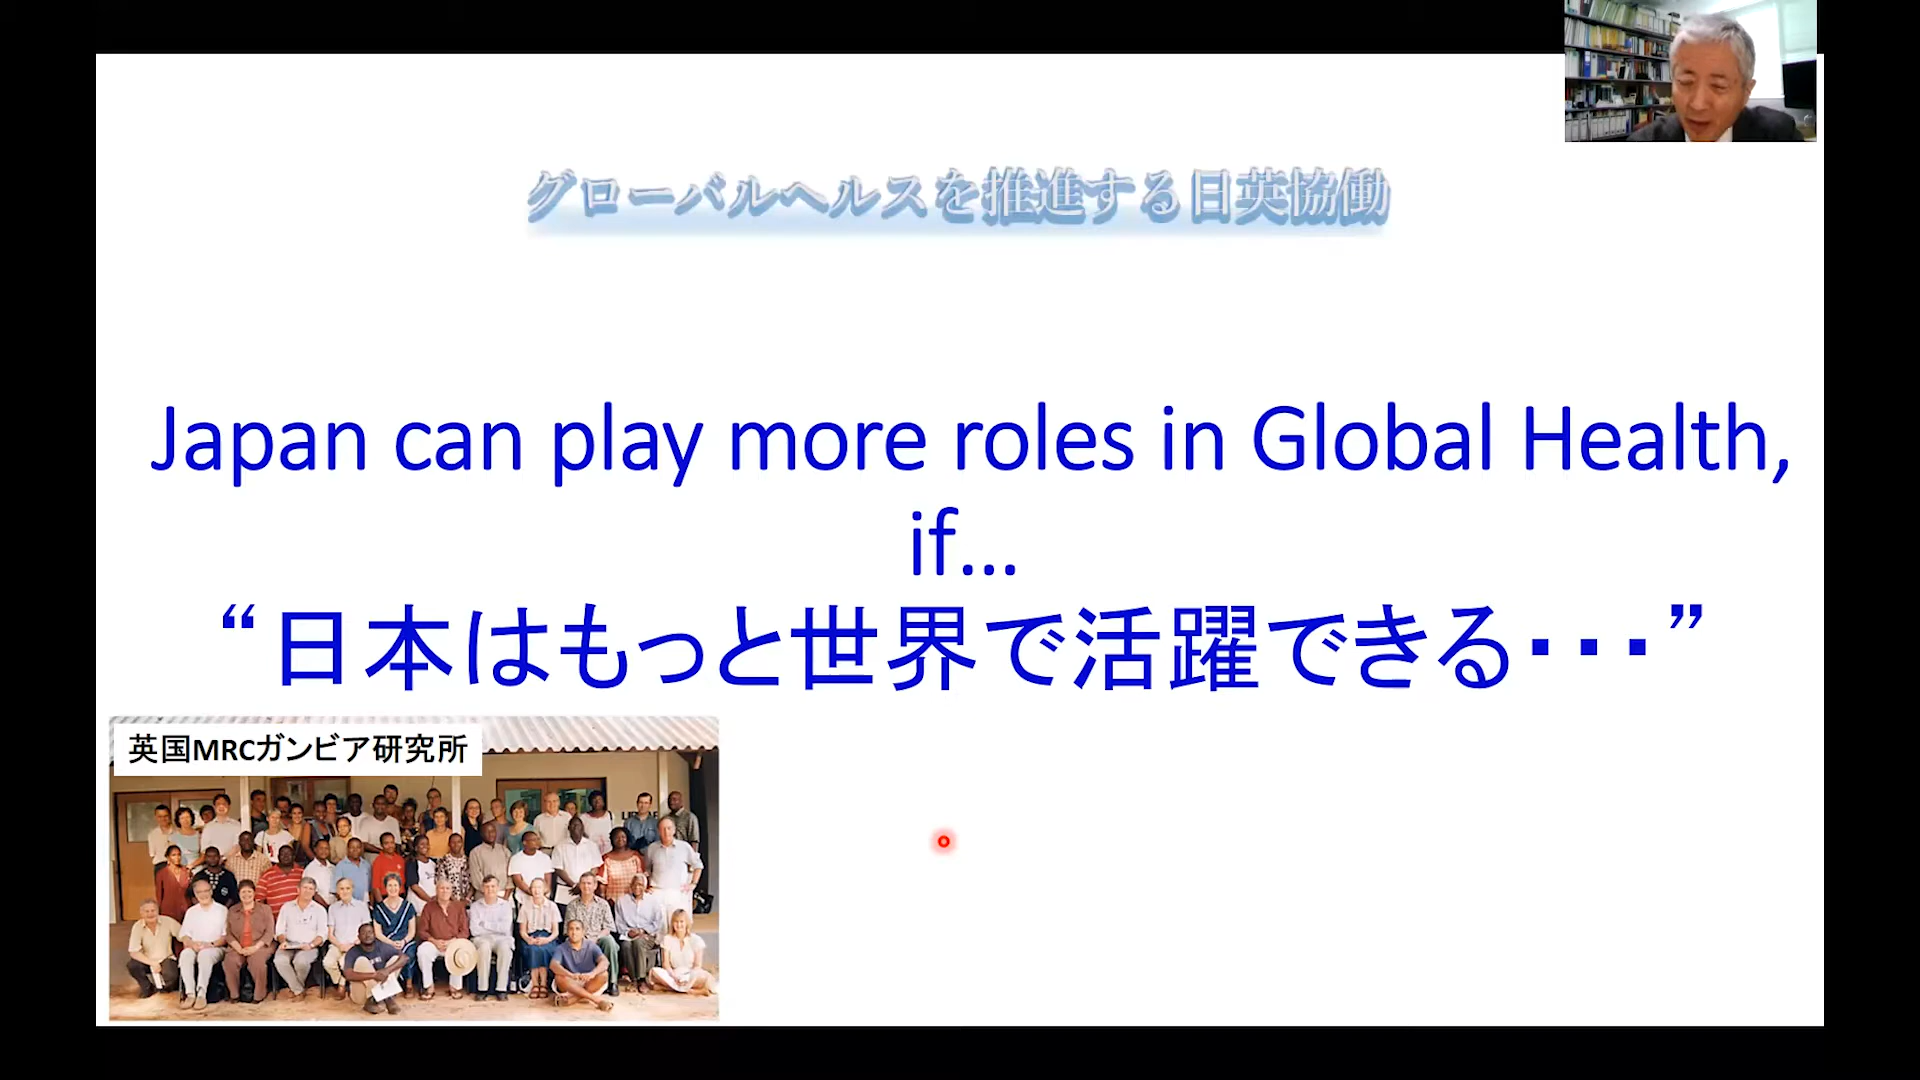 グローバルヘルスを推進する日英協働
Japan can play more roles in Global Health,
if...
“日本はもっと世界で活躍できる・・・”
英国MRCガンビア研究所